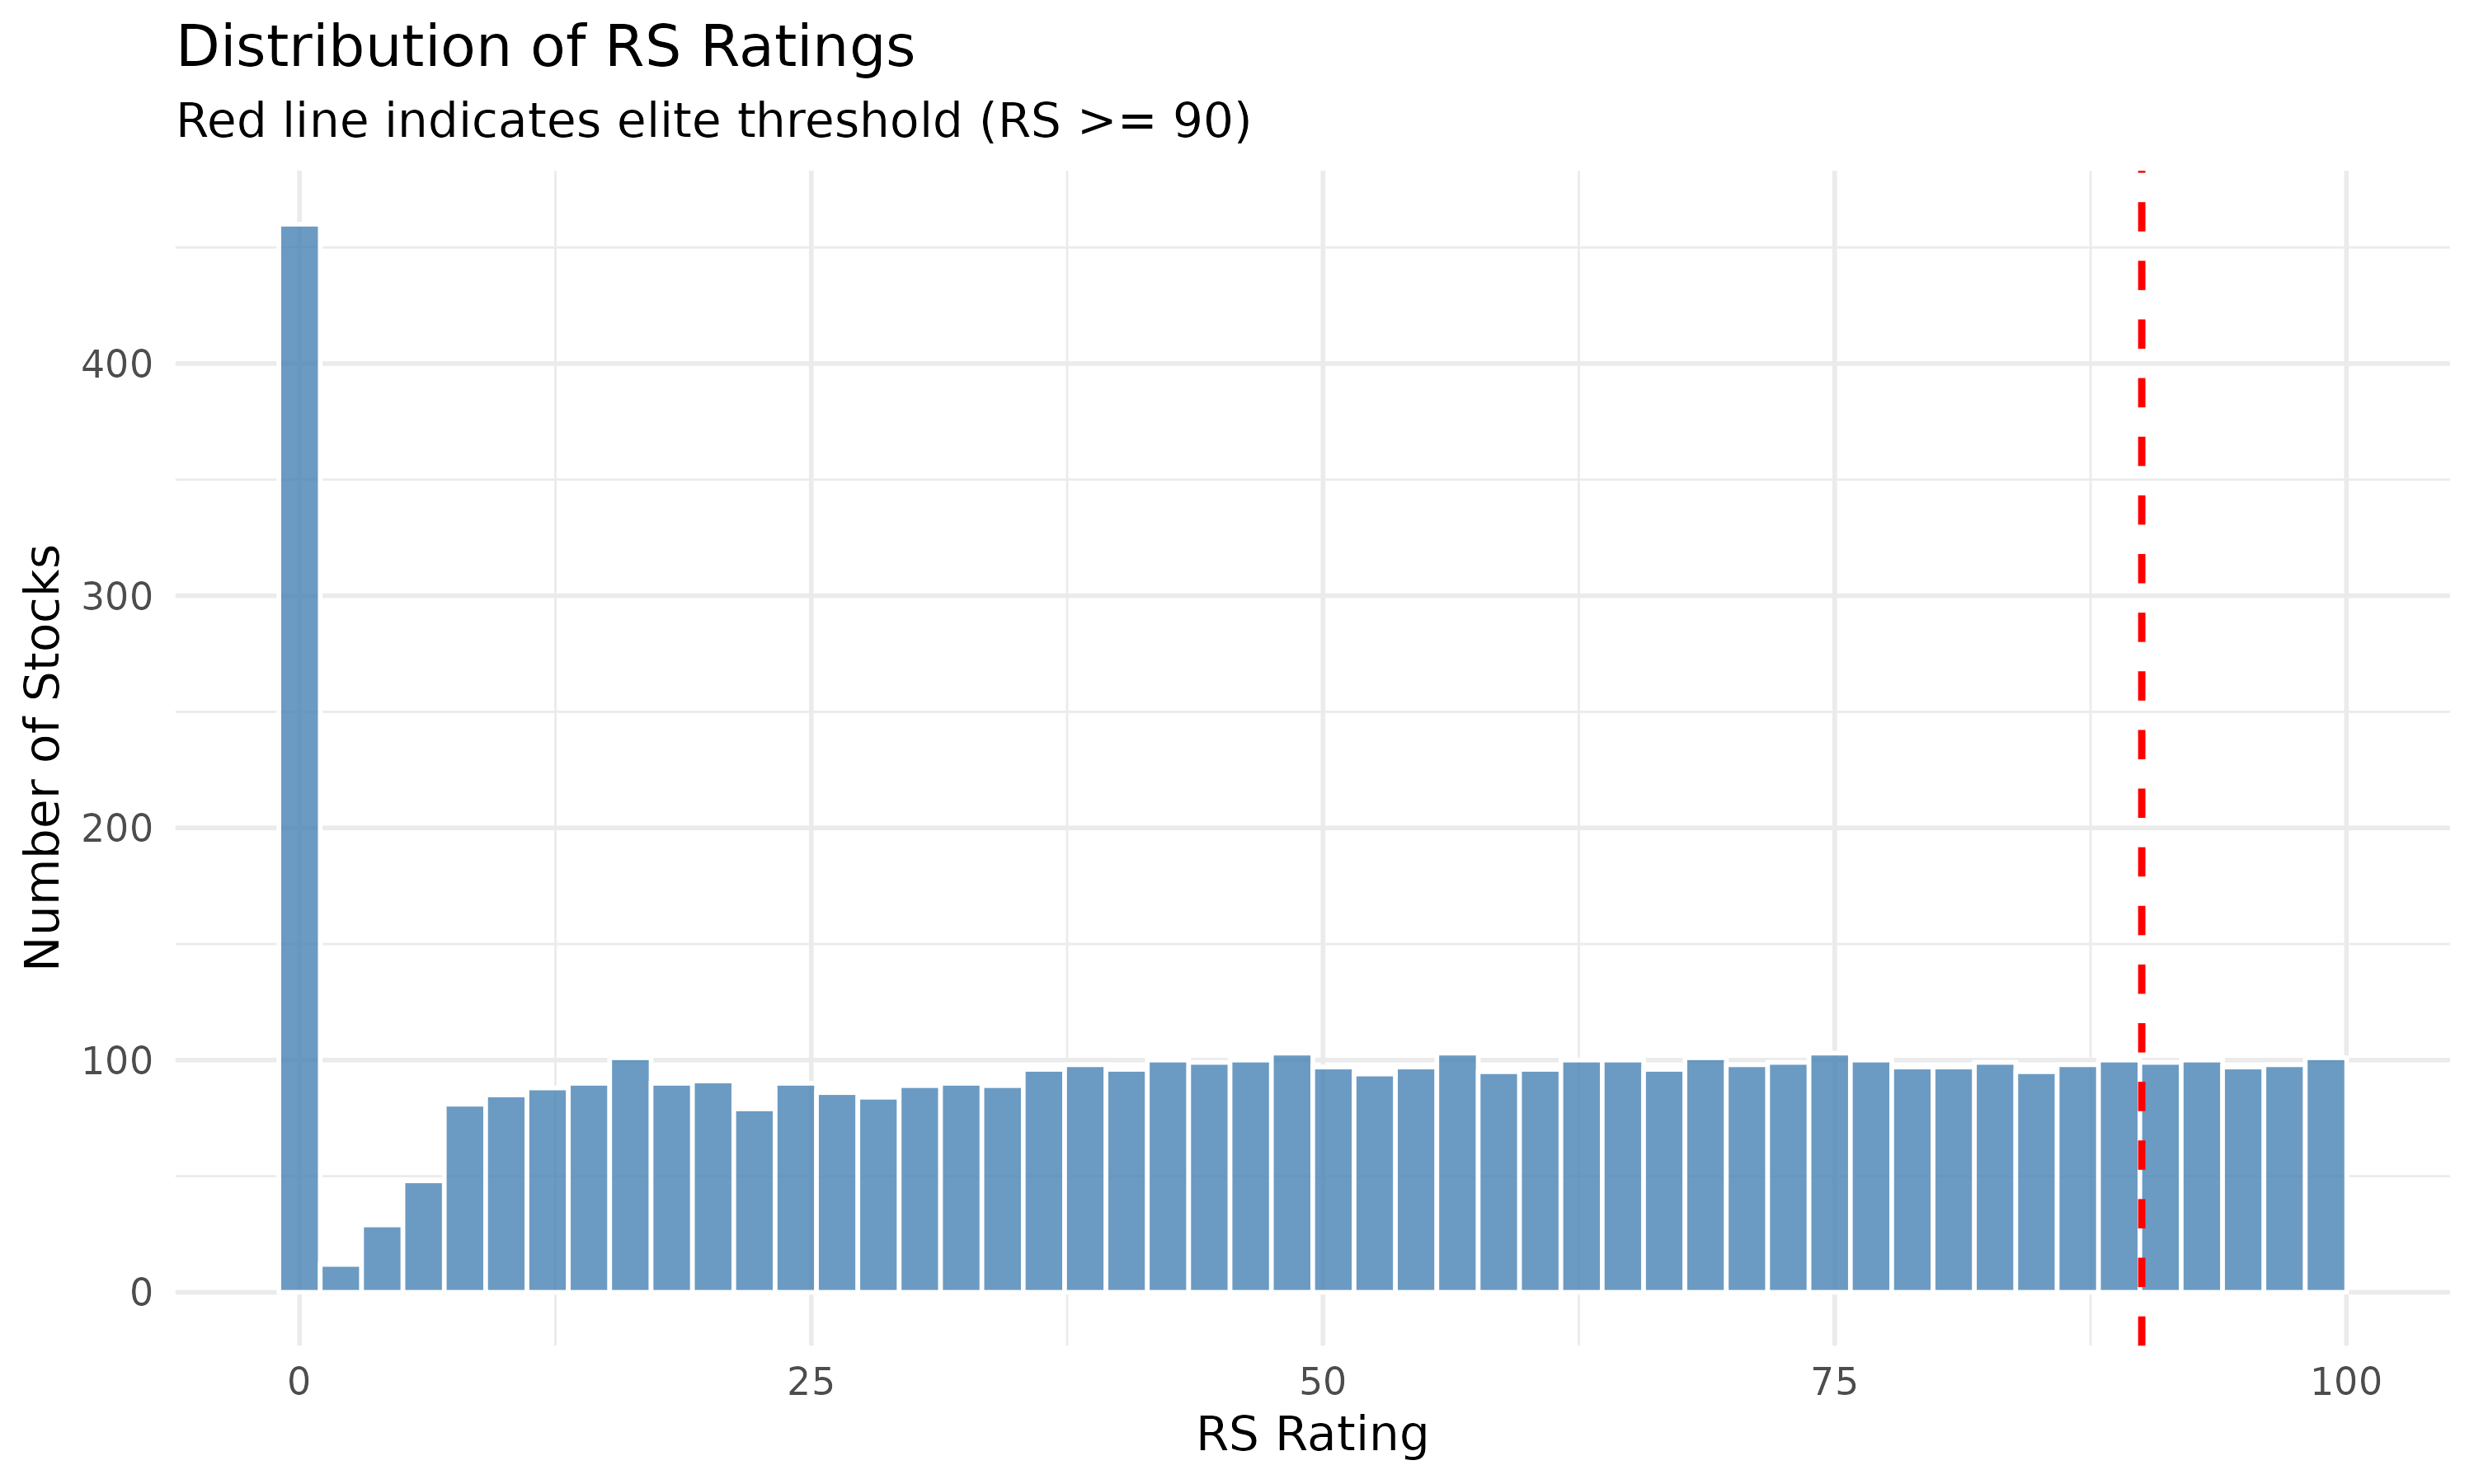 Distribution of RS Ratings
Red line indicates elite threshold (RS >= 90)
Number of Stocks
400
300
200
100
0
0 25 50 75 100
RS Rating